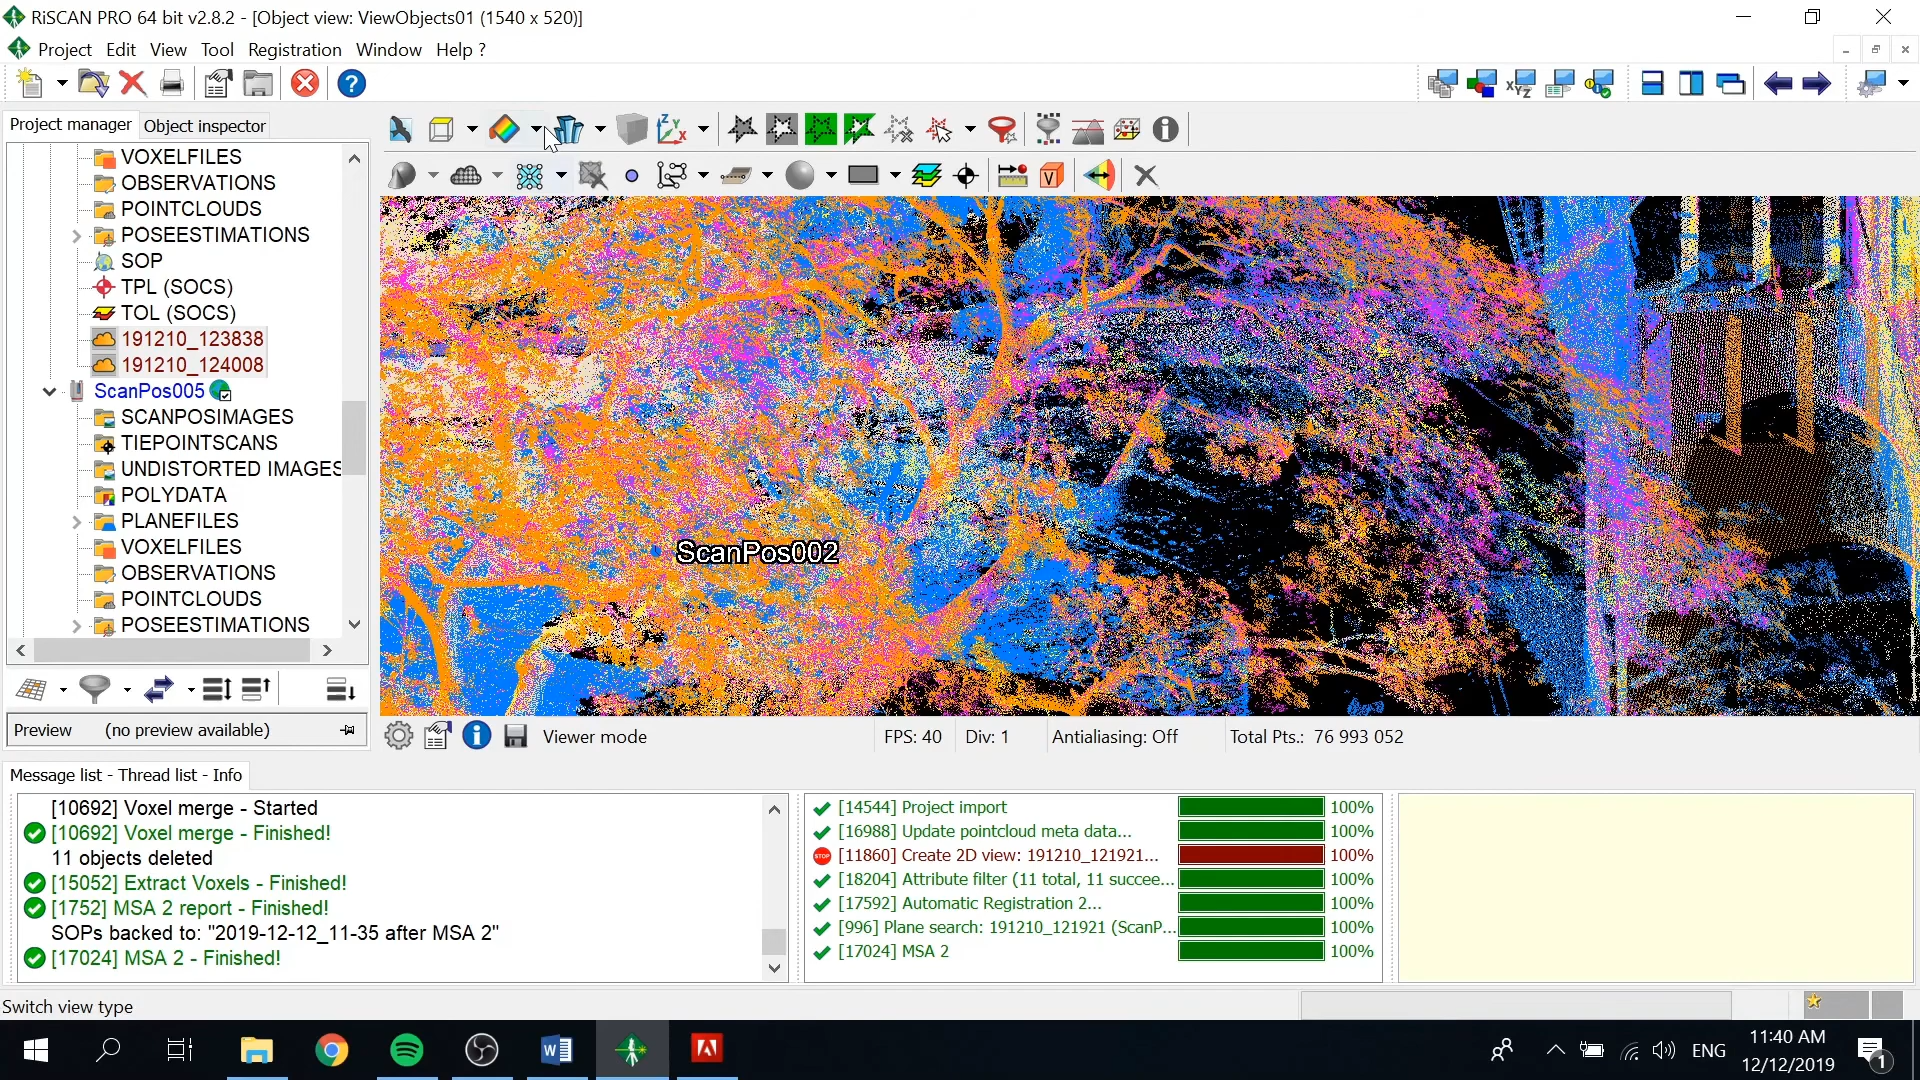 RiSCAN PRO 64 bit v2.8.2 - [Object view: ViewObjects01 (1540 x 520)]
Project Edit View Tool Registration Window Help ?
Project manager Object inspector
VOXELFILES
OBSERVATIONS
POINTCLOUDS
POSEESTIMATIONS
SOP
TPL (SOCS)
TOL (SOCS)
191210_123838
191210_124008
ScanPos005
SCANPOSIMAGES
TIEPOINTSCANS
UNDISTORTED IMAGES
POLYDATA
PLANEFILES
VOXELFILES
OBSERVATIONS
POINTCLOUDS
POSEESTIMATIONS
ScanPos002
Preview (no preview available)
Viewer mode FPS: 40 Div: 1 Antialiasing: Off Total Pts.: 76 993 052
Message list - Thread list - Info
[10692] Voxel merge - Started
[10692] Voxel merge - Finished!
11 objects deleted
[15052] Extract Voxels - Finished!
[1752] MSA 2 report - Finished!
SOPs backed to: "2019-12-12_11-35 after MSA 2"
[17024] MSA 2 - Finished!
[14544] Project import 100%
[16988] Update pointcloud meta data... 100%
[11860] Create 2D view: 191210_121921... 100%
[18204] Attribute filter (11 total, 11 succee... 100%
[17592] Automatic Registration 2... 100%
[996] Plane search: 191210_121921 (ScanP... 100%
[17024] MSA 2 100%
Switch view type
ENG
11:40 AM
12/12/2019
1